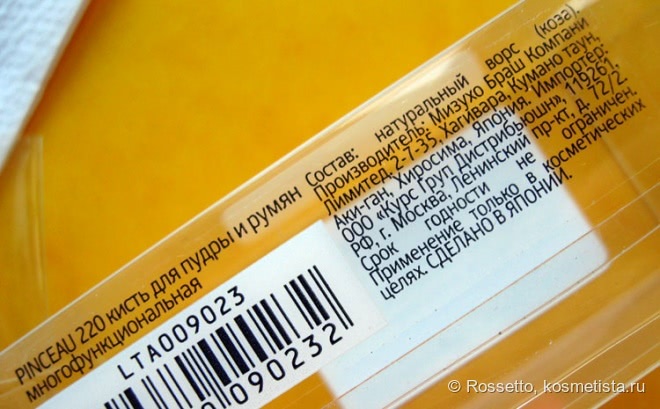 PINCEAU 220 кисть для пудры и румян
многофункциональная
LTA009023
090232
Состав: натуральный ворс (коза).
Производитель: Мизухо Браш Компани
Лимитед, 2-7-35, Хагивара, Кумано таун,
Аки-ган, Хиросима, Япония. Импортёр:
ООО «Курс Груп Дистрибьюшн», 119261,
РФ, г. Москва, Ленинский пр-кт, д. 72/2.
Срок годности не ограничен.
Применение только в косметических
целях. СДЕЛАНО В ЯПОНИИ.
© Rossetto, kosmetista.ru